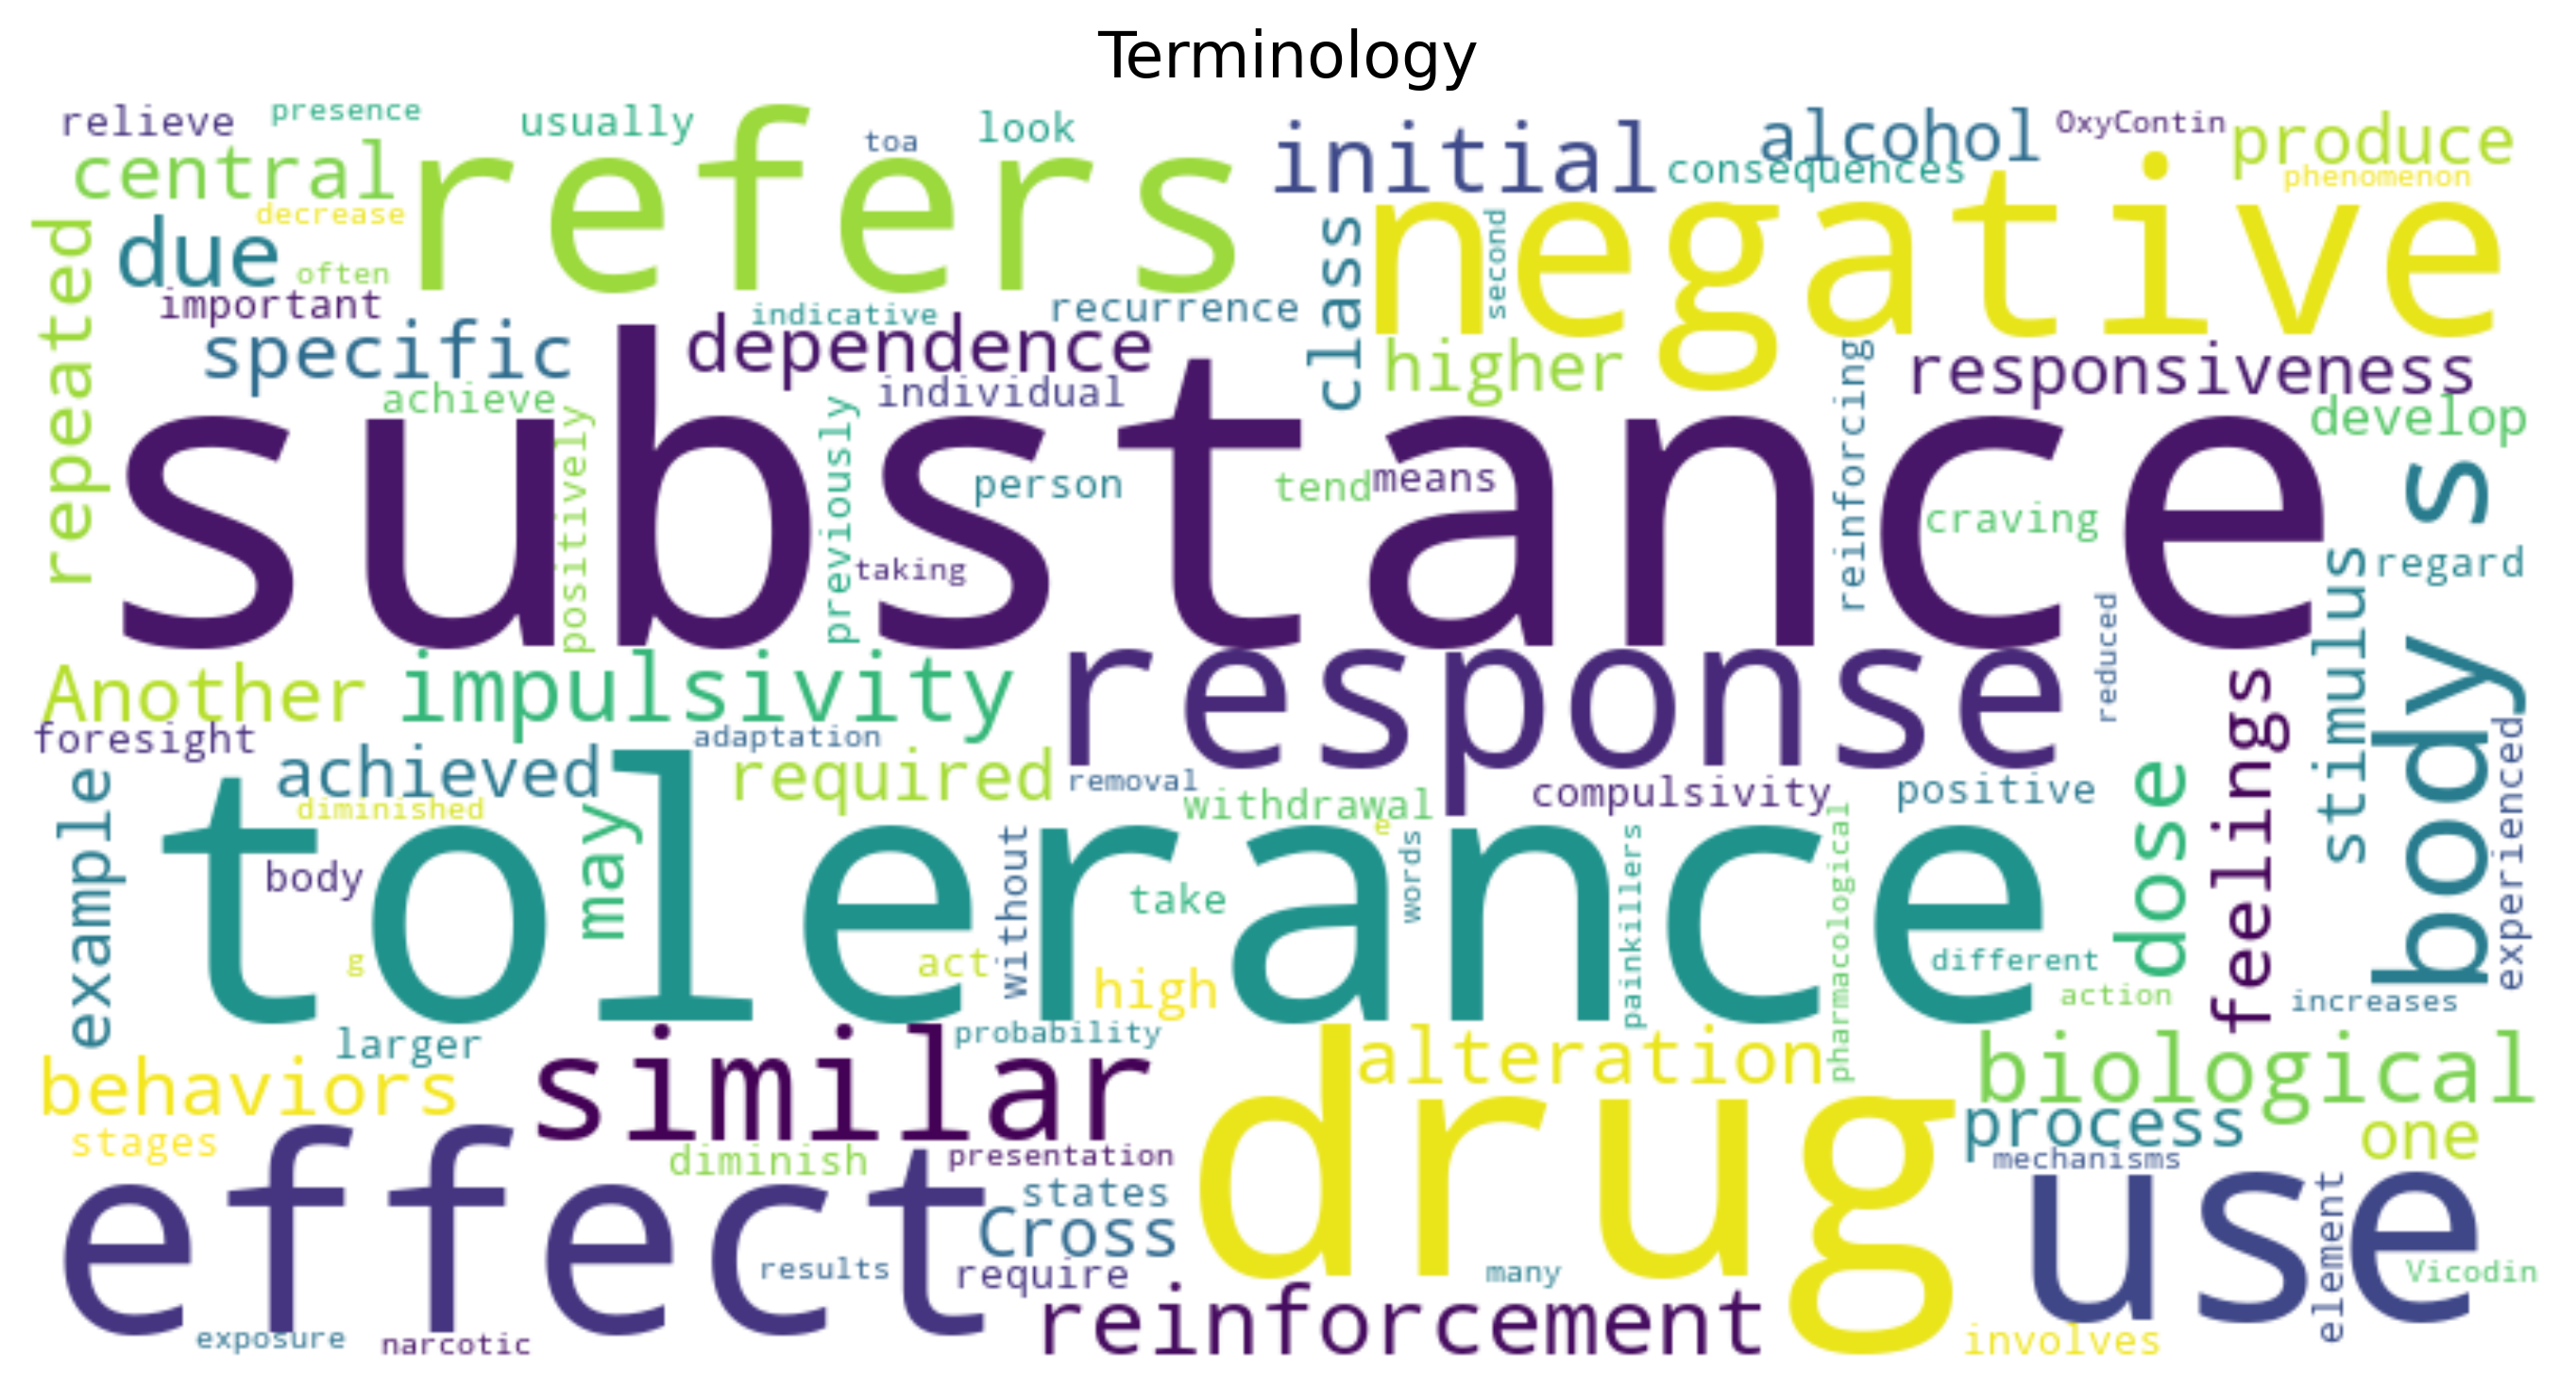 Terminology
relieve
presence
usually
toa
look
initial
alcohol
OxyContin
produce
central
refers
consequences
phenomenon
decrease
due
often
negative
second
class
repeated
important
indicative
recurrence
specific
dependence
higher
reinforcing
responsiveness
achieve
individual
develop
substance
positively
previously
person
tend
means
craving
s
taking
regard
reduced
stimulus
Another
impulsivity
response
feelings
body
foresight
adaptation
experienced
achieved
required
removal
compulsivity
positive
withdrawal
dose
example
diminished
may
tolerance
e
words
painkillers
pharmacological
body
without
take
g
act
high
different
action
increases
larger
similar
probability
alteration
biological
behaviors
drug
process
one
stages
diminish
presentation
mechanisms
effect
states
use
element
Cross
results
require
many
Vicodin
reinforcement
exposure
narcotic
involves